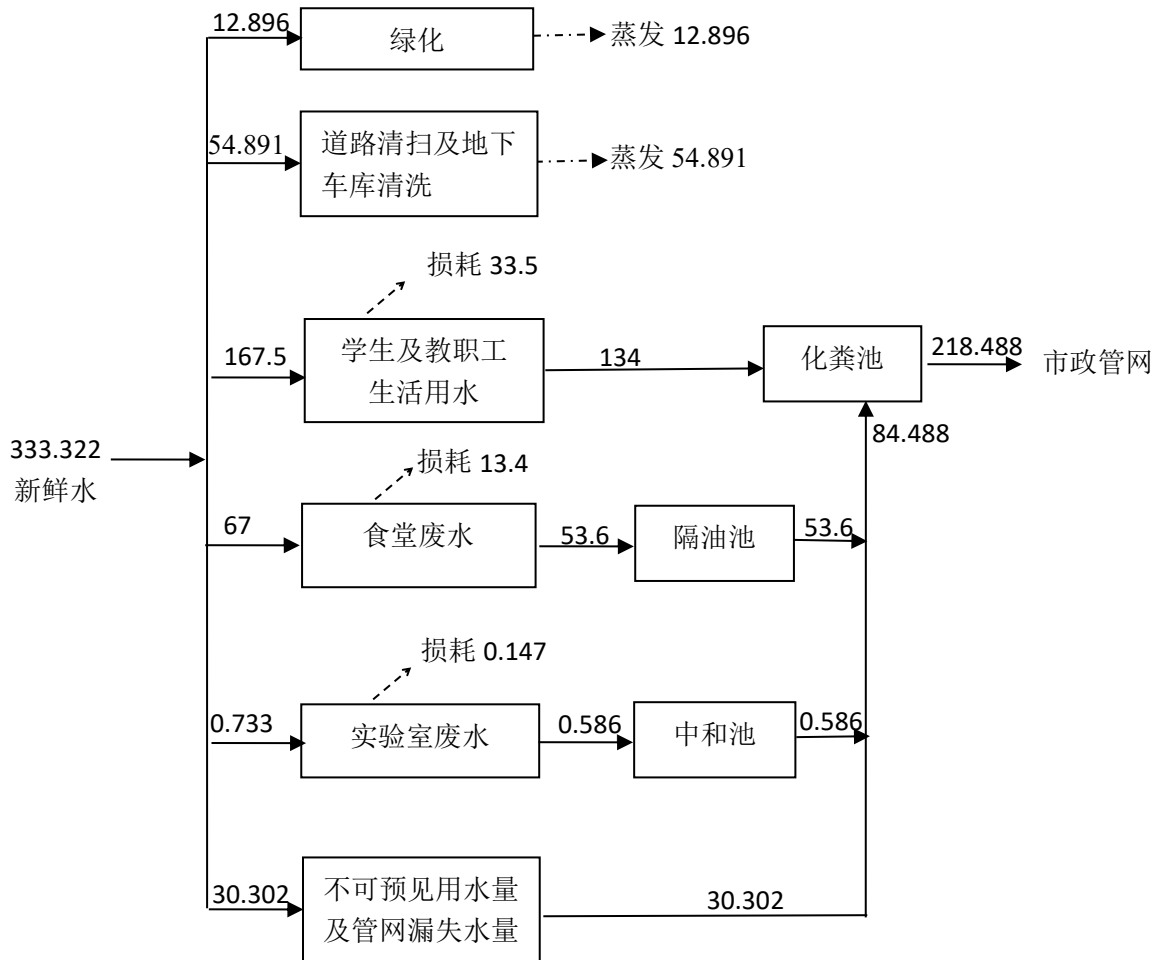 12.896
绿化
蒸发 12.896
54.891
道路清扫及地下
车库清洗
蒸发 54.891
损耗 33.5
167.5
学生及教职工
生活用水
134
化粪池
218.488
市政管网
84.488
333.322
新鲜水
损耗 13.4
67
食堂废水
53.6
隔油池
53.6
损耗 0.147
0.733
实验室废水
0.586
中和池
0.586
30.302
不可预见用水量
及管网漏失水量
30.302